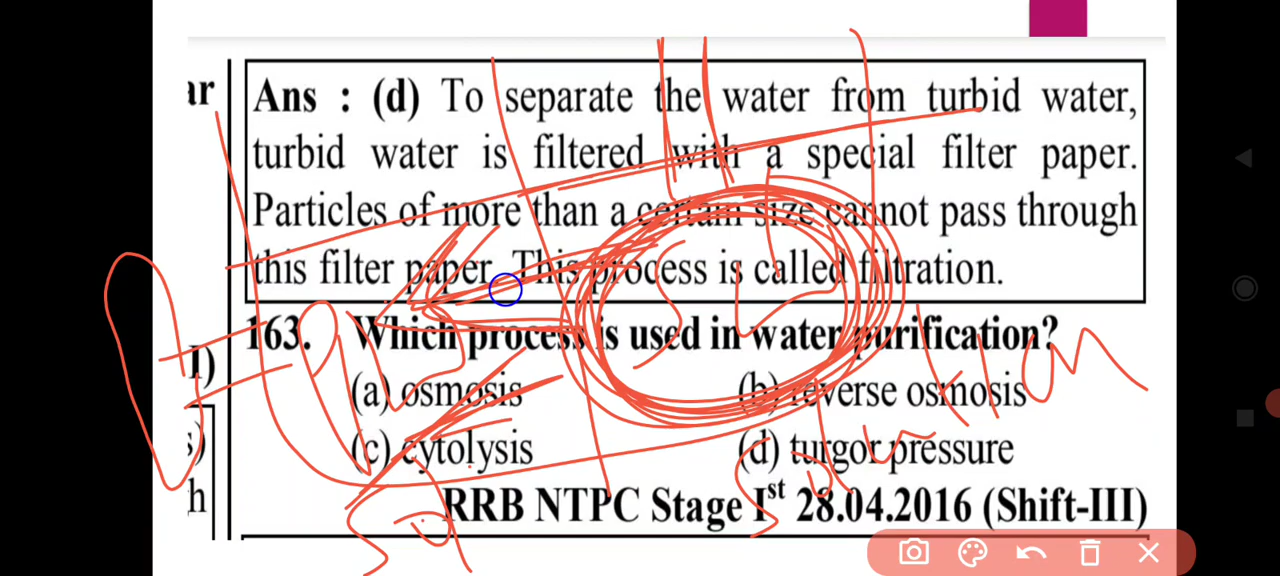 ar
Ans : (d) To separate the water from turbid water,
turbid water is filtered with a special filter paper.
Particles of more than a certain size cannot pass through
this filter paper. This process is called filtration.
163. Which process is used in water purification?
l)
(a) osmosis (b) reverse osmosis
s)
(c) cytolysis (d) turgor pressure
h
RRB NTPC Stage Ist 28.04.2016 (Shift-III)